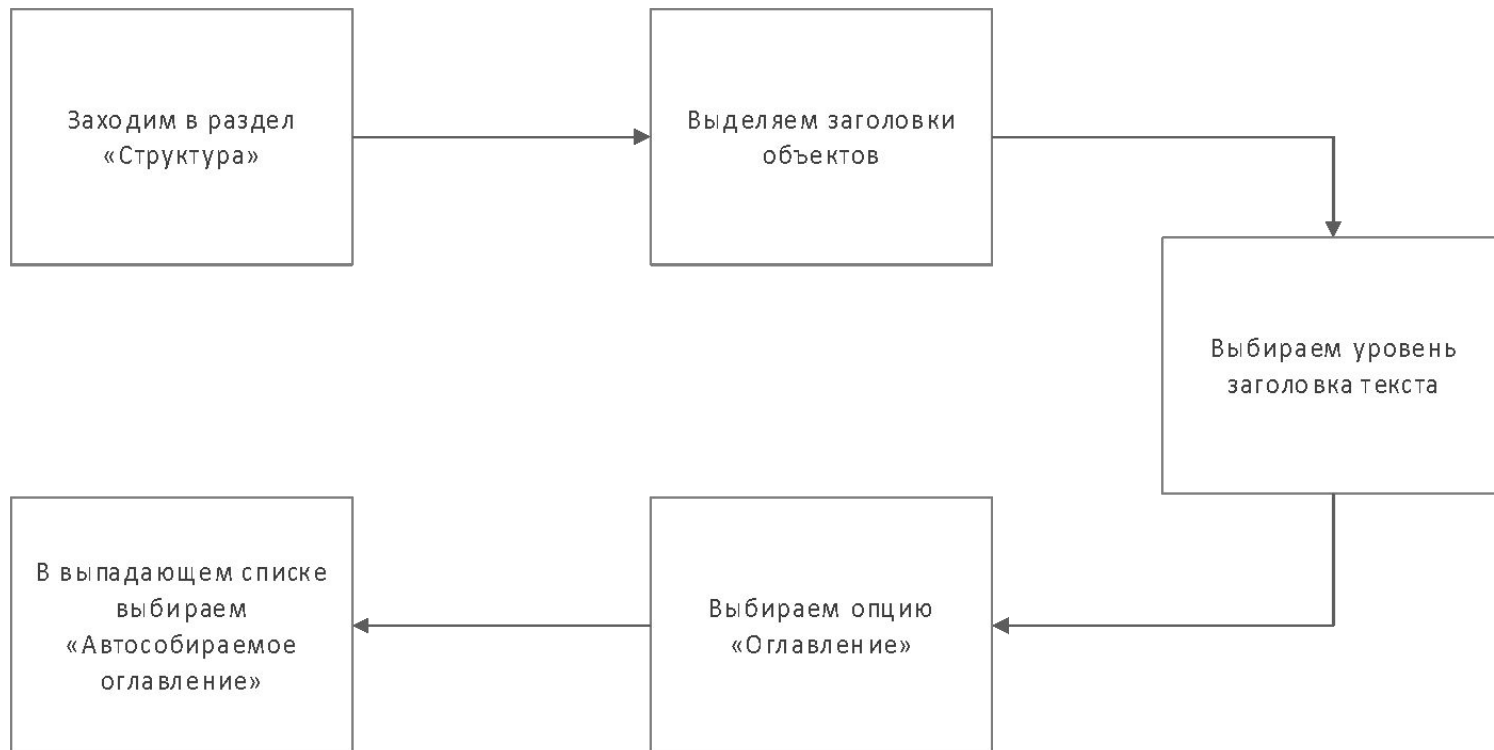 Заходим в раздел
«Структура»
Выделяем заголовки
объектов
Выбираем уровень
заголовка текста
Выбираем опцию
«Оглавление»
В выпадающем списке
выбираем
«Автособираемое
оглавление»